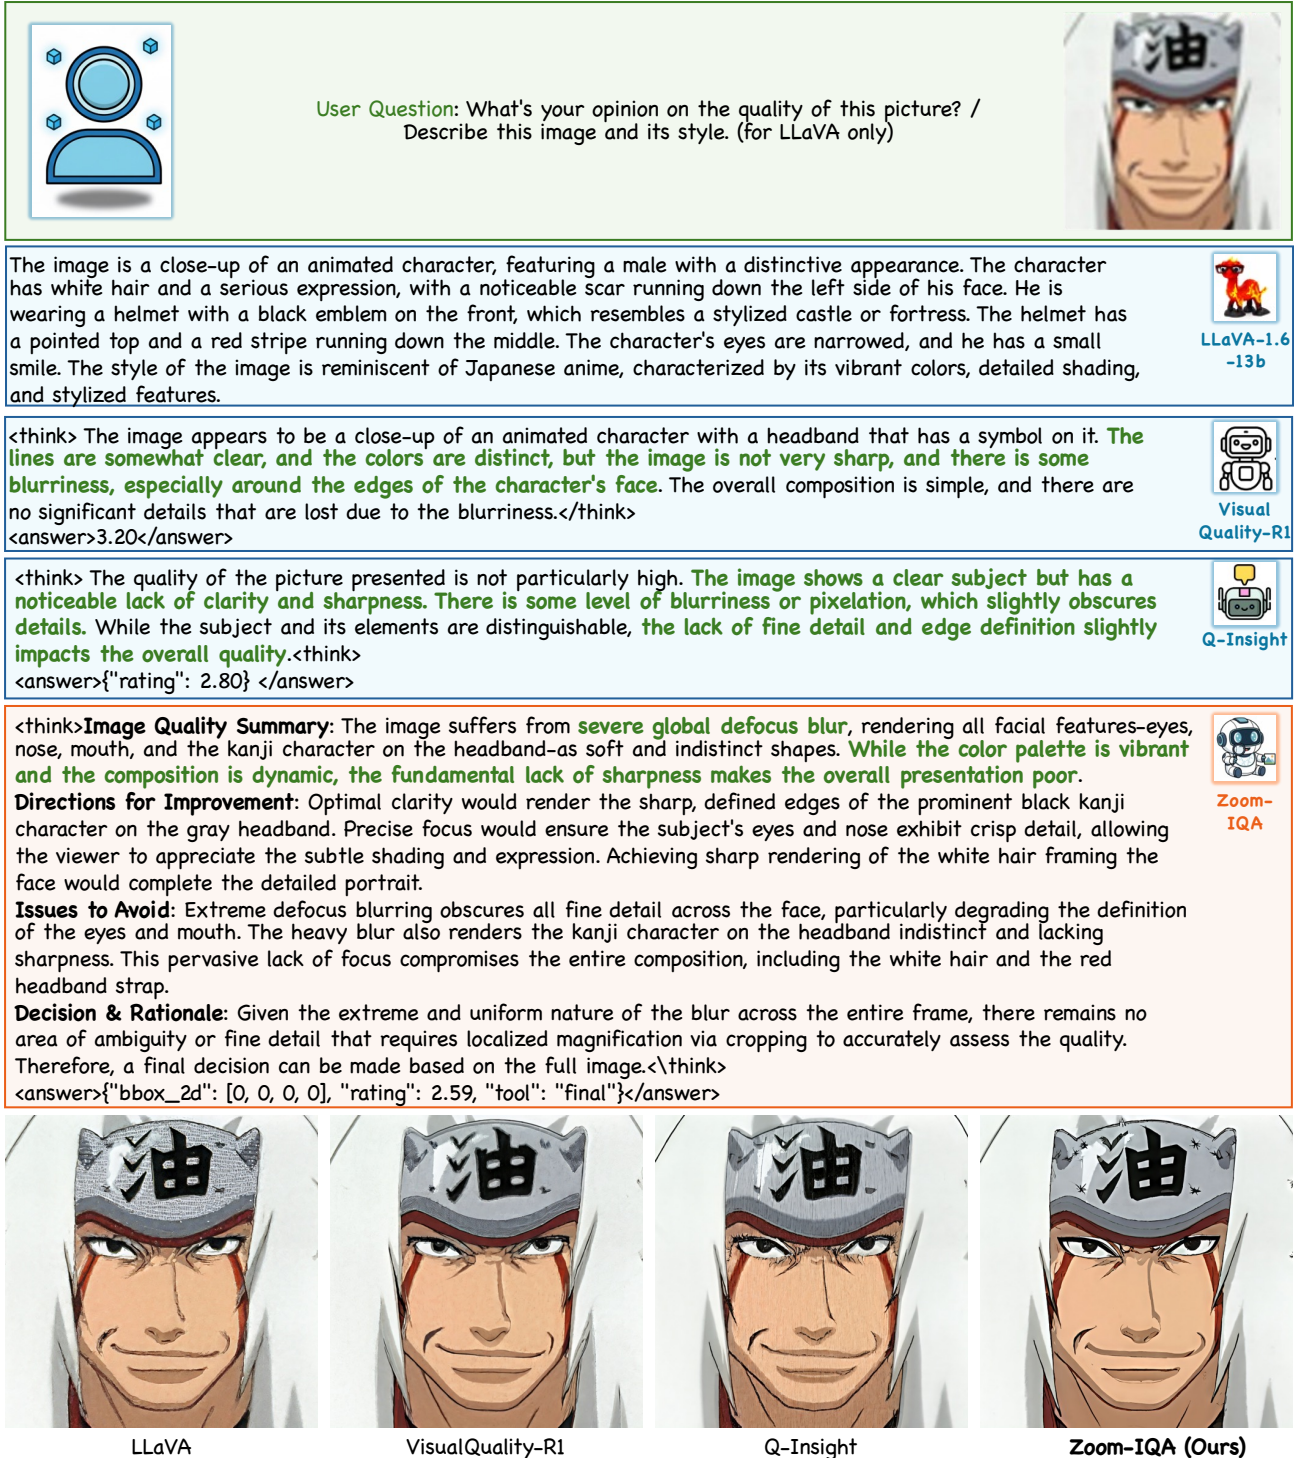 User Question: What's your opinion on the quality of this picture? /
Describe this image and its style. (for LLaVA only)
油
The image is a close-up of an animated character, featuring a male with a distinctive appearance. The character
has white hair and a serious expression, with a noticeable scar running down the left side of his face. He is
wearing a helmet with a black emblem on the front, which resembles a stylized castle or fortress. The helmet has
a pointed top and a red stripe running down the middle. The character's eyes are narrowed, and he has a small
smile. The style of the image is reminiscent of Japanese anime, characterized by its vibrant colors, detailed shading,
and stylized features.
LLaVA-1.6
-13b
<think> The image appears to be a close-up of an animated character with a headband that has a symbol on it. The
lines are somewhat clear, and the colors are distinct, but the image is not very sharp, and there is some
blurriness, especially around the edges of the character's face. The overall composition is simple, and there are
no significant details that are lost due to the blurriness.</think>
<answer>3.20</answer>
Visual
Quality-R1
<think> The quality of the picture presented is not particularly high. The image shows a clear subject but has a
noticeable lack of clarity and sharpness. There is some level of blurriness or pixelation, which slightly obscures
details. While the subject and its elements are distinguishable, the lack of fine detail and edge definition slightly
impacts the overall quality.<think>
<answer>{"rating": 2.80} </answer>
Q-Insight
<think>Image Quality Summary: The image suffers from severe global defocus blur, rendering all facial features-eyes,
nose, mouth, and the kanji character on the headband-as soft and indistinct shapes. While the color palette is vibrant
and the composition is dynamic, the fundamental lack of sharpness makes the overall presentation poor.
Directions for Improvement: Optimal clarity would render the sharp, defined edges of the prominent black kanji
character on the gray headband. Precise focus would ensure the subject's eyes and nose exhibit crisp detail, allowing
the viewer to appreciate the subtle shading and expression. Achieving sharp rendering of the white hair framing the
face would complete the detailed portrait.
Issues to Avoid: Extreme defocus blurring obscures all fine detail across the face, particularly degrading the definition
of the eyes and mouth. The heavy blur also renders the kanji character on the headband indistinct and lacking
sharpness. This pervasive lack of focus compromises the entire composition, including the white hair and the red
headband strap.
Decision & Rationale: Given the extreme and uniform nature of the blur across the entire frame, there remains no
area of ambiguity or fine detail that requires localized magnification via cropping to accurately assess the quality.
Therefore, a final decision can be made based on the full image.<\think>
<answer>{"bbox_2d": [0, 0, 0, 0], "rating": 2.59, "tool": "final"}</answer>
Zoom-
IQA
油
油
油
油
LLaVA
VisualQuality-R1
Q-Insight
Zoom-IQA (Ours)